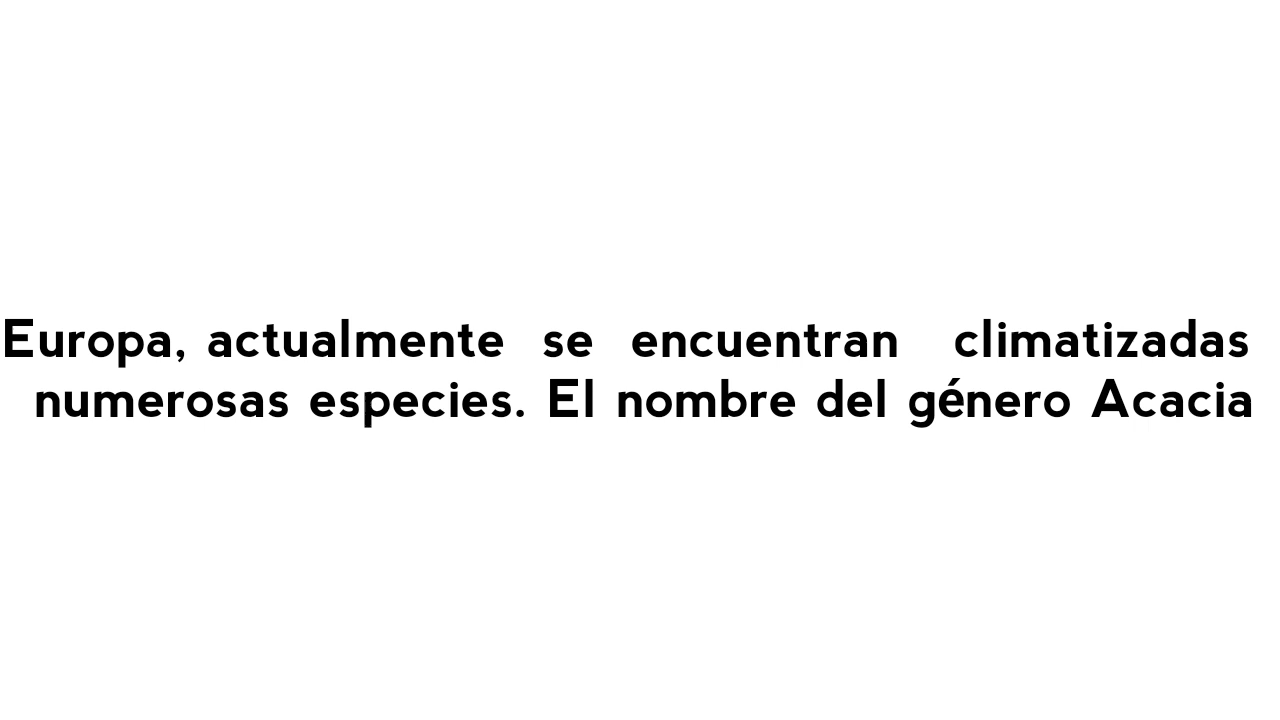 Europa, actualmente se encuentran climatizadas
numerosas especies. El nombre del género Acacia